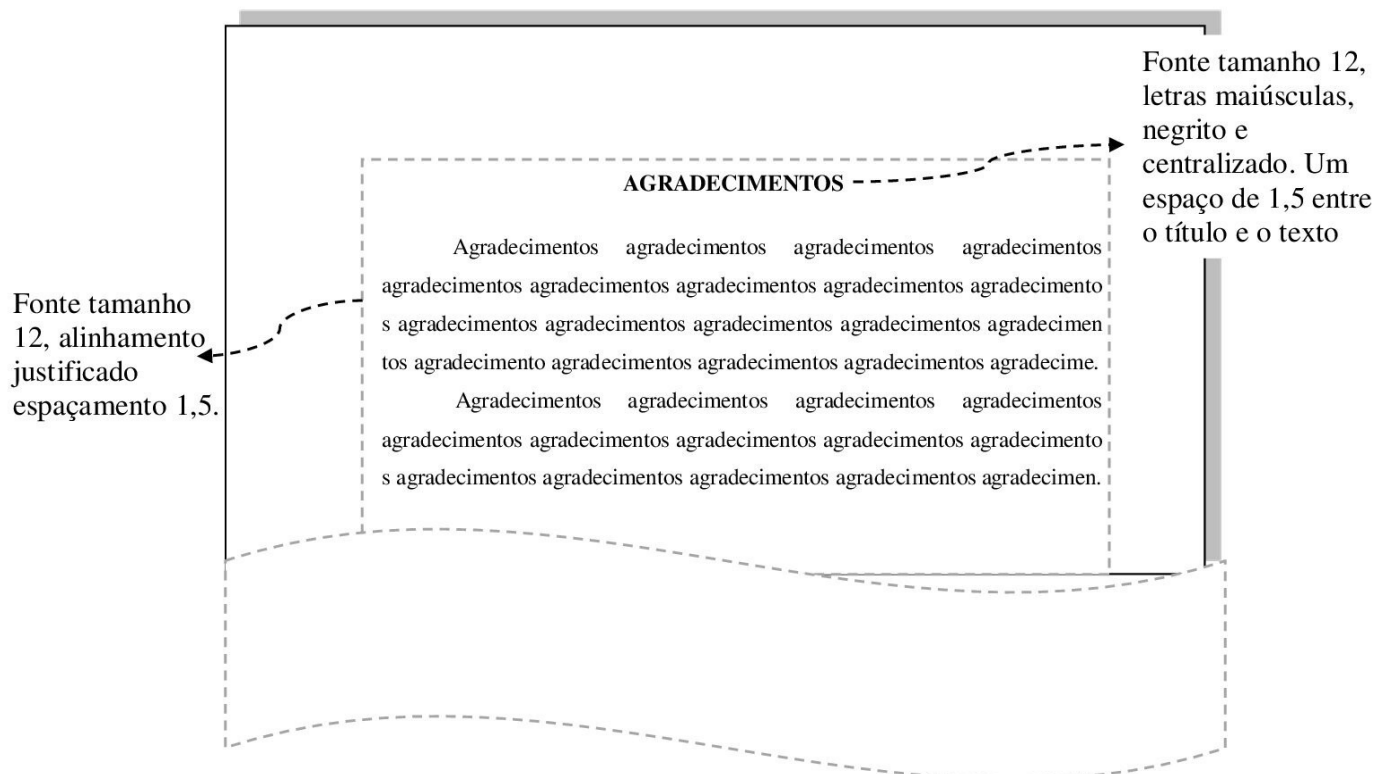 Fonte tamanho 12,
letras maiúsculas,
negrito e
centralizado. Um
espaço de 1,5 entre
o título e o texto
AGRADECIMENTOS
Agradecimentos agradecimentos agradecimentos agradecimentos
agradecimentos agradecimentos agradecimentos agradecimentos agradecimento
s agradecimentos agradecimentos agradecimentos agradecimentos agradecimen
tos agradecimento agradecimentos agradecimentos agradecimentos agradecime.
Agradecimentos agradecimentos agradecimentos agradecimentos
agradecimentos agradecimentos agradecimentos agradecimentos agradecimento
s agradecimentos agradecimentos agradecimentos agradecimentos agradecimen.
Fonte tamanho
12, alinhamento
justificado
espaçamento 1,5.